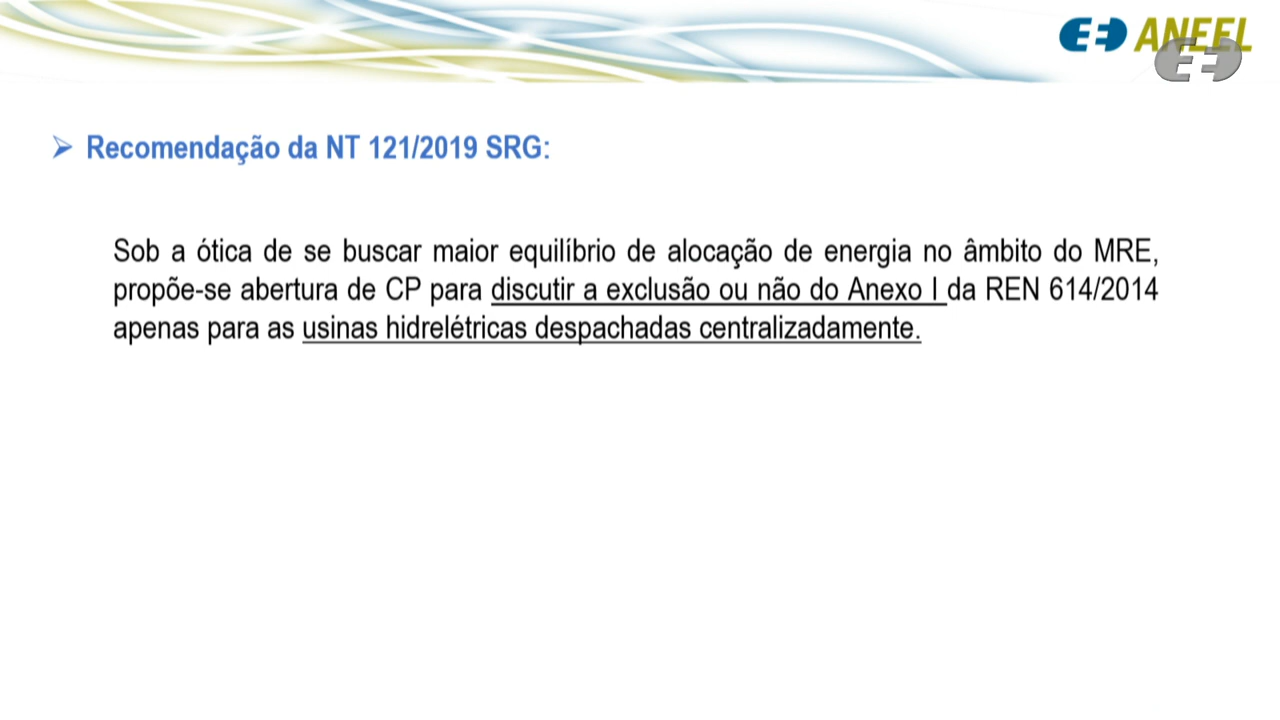 ANEEL
Recomendação da NT 121/2019 SRG:
Sob a ótica de se buscar maior equilíbrio de alocação de energia no âmbito do MRE,
propõe-se abertura de CP para discutir a exclusão ou não do Anexo I da REN 614/2014
apenas para as usinas hidrelétricas despachadas centralizadamente.